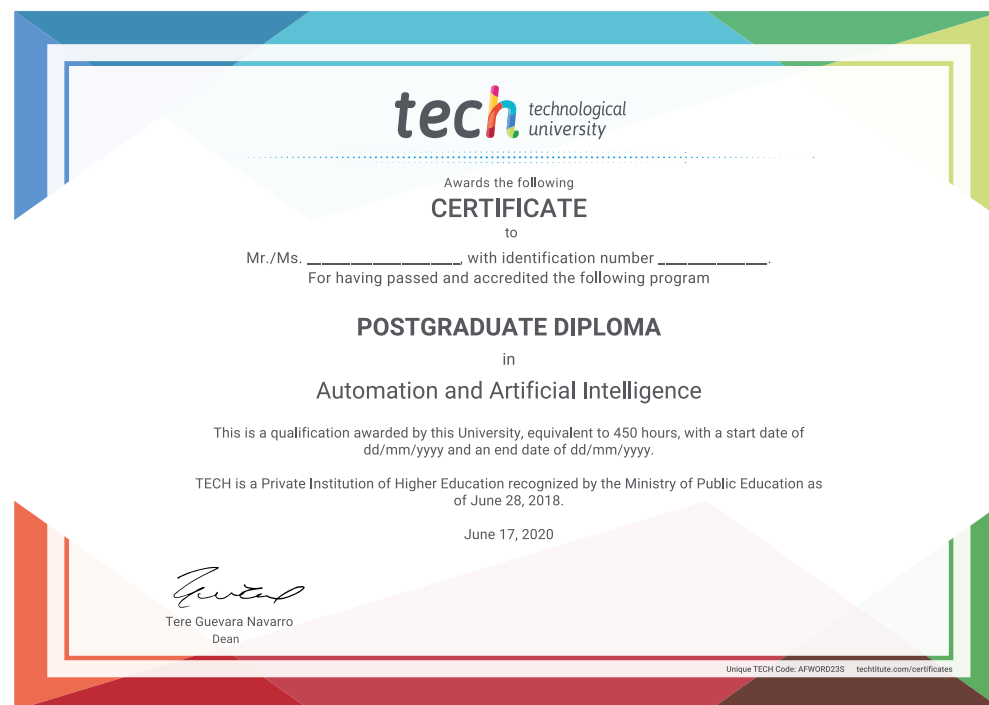 tech technological
university
Awards the following
CERTIFICATE
to
Mr./Ms. ____________________, with identification number ______________.
For having passed and accredited the following program
POSTGRADUATE DIPLOMA
in
Automation and Artificial Intelligence
This is a qualification awarded by this University, equivalent to 450 hours, with a start date of
dd/mm/yyyy and an end date of dd/mm/yyyy.
TECH is a Private Institution of Higher Education recognized by the Ministry of Public Education as
of June 28, 2018.
June 17, 2020
Tere Guevara Navarro
Dean
Unique TECH Code: AFWORD23S techtitute.com/certificates